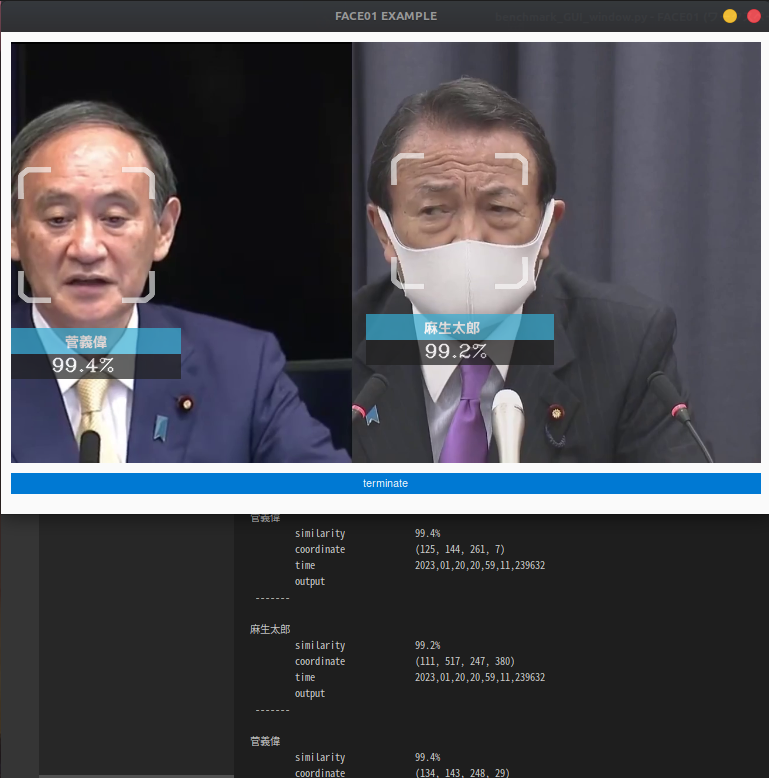 FACE01 EXAMPLE
菅義偉
99.4%
麻生太郎
99.2%
terminate
菅義偉
similarity 99.4%
coordinate (125, 144, 261, 7)
time 2023,01,20,20,59,11,239632
output
-------
麻生太郎
similarity 99.2%
coordinate (111, 517, 247, 380)
time 2023,01,20,20,59,11,239632
output
-------
菅義偉
similarity 99.4%
coordinate (134, 143, 248, 29)